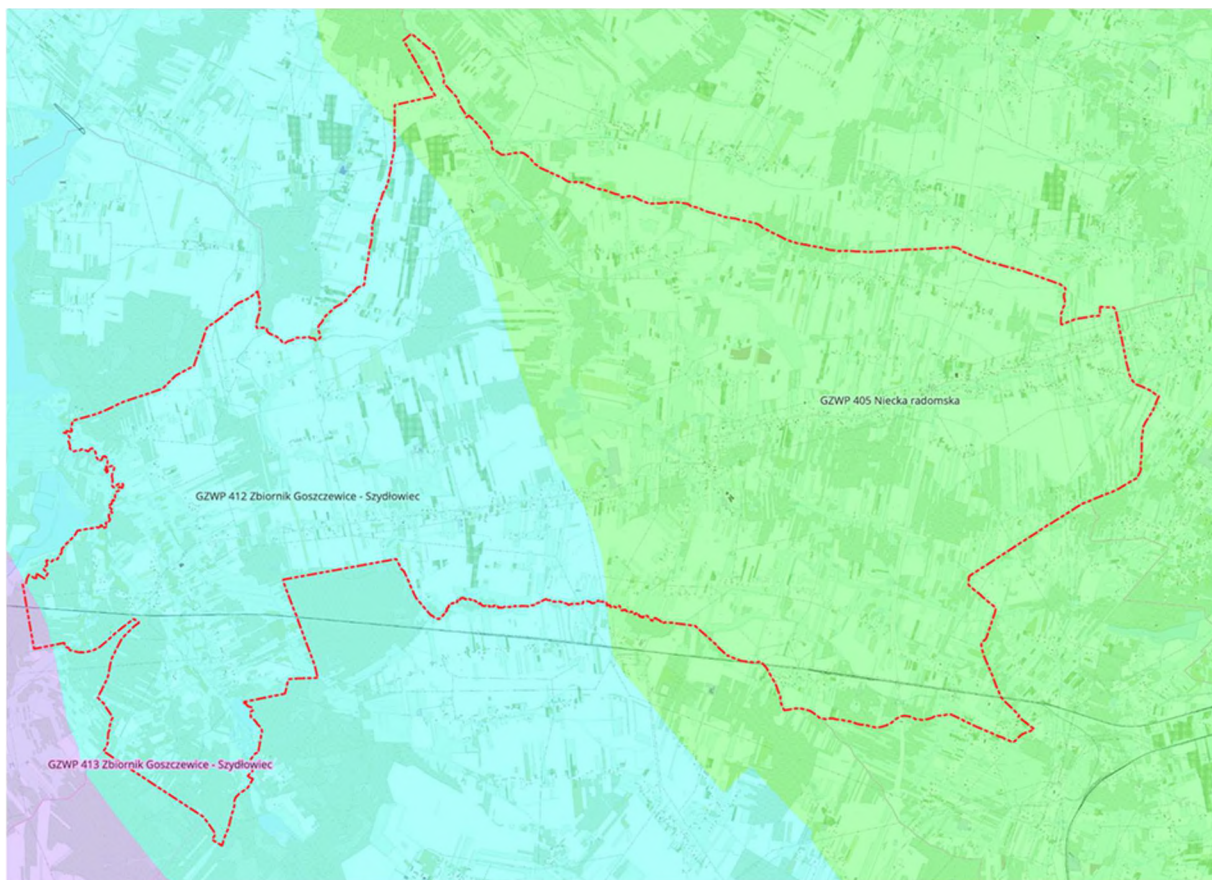 GZWP 405 Niecka radomska
GZWP 412 Zbiornik Goszczewice - Szydłowiec
GZWP 413 Zbiornik Goszczewice - Szydłowiec